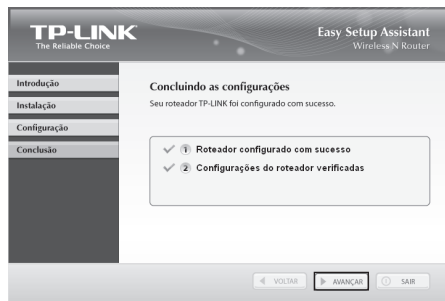 TP-LINK
The Reliable Choice
Easy Setup Assistant
Wireless N Router
Introdução
Instalação
Configuração
Conclusão
Concluindo as configurações
Seu roteador TP-LINK foi configurado com sucesso.
1 Roteador configurado com sucesso
2 Configurações do roteador verificadas
VOLTAR
AVANÇAR
SAIR